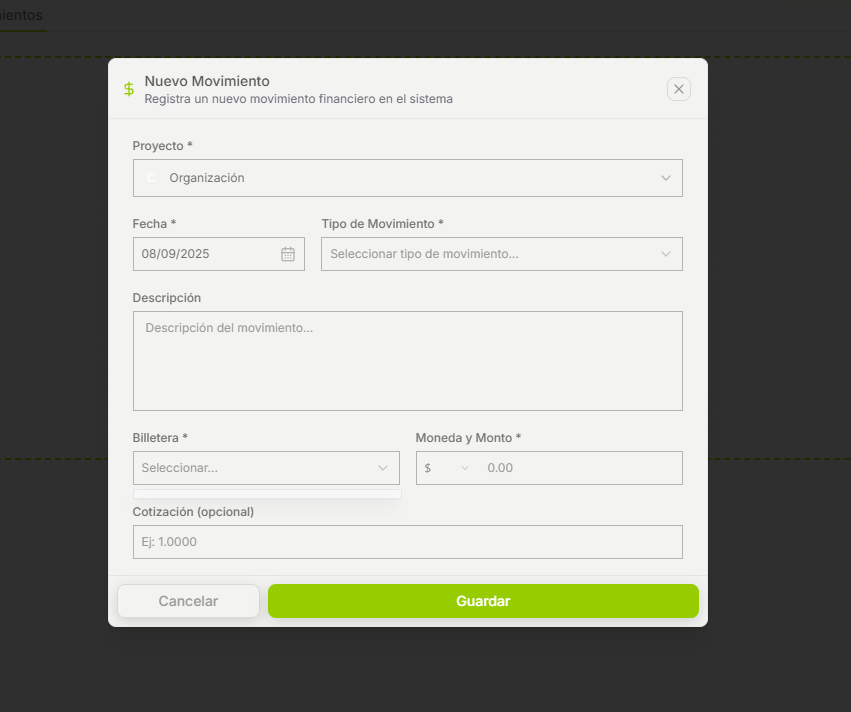 Nuevo Movimiento
Registra un nuevo movimiento financiero en el sistema
Proyecto *
C Organización
Fecha * Tipo de Movimiento *
08/09/2025 Seleccionar tipo de movimiento...
Descripción
Descripción del movimiento...
Billetera * Moneda y Monto *
Seleccionar... $ 0.00
Cotización (opcional)
Ej: 1.0000
Cancelar Guardar